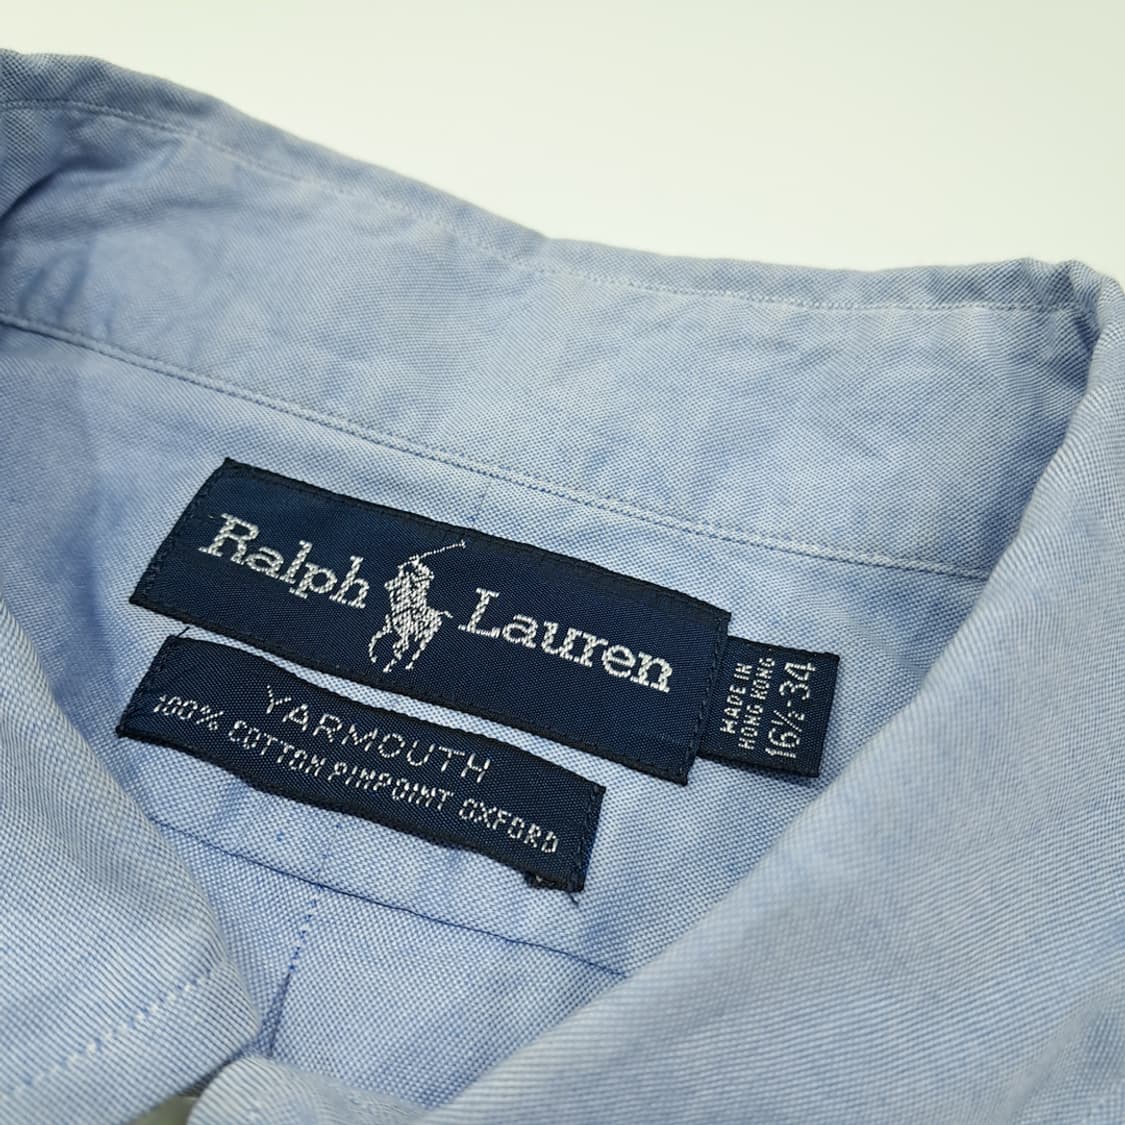 Ralph Lauren
YARMOUTH
100% COTTON PINPOINT OXFORD
MADE IN
HONG KONG
16½-34